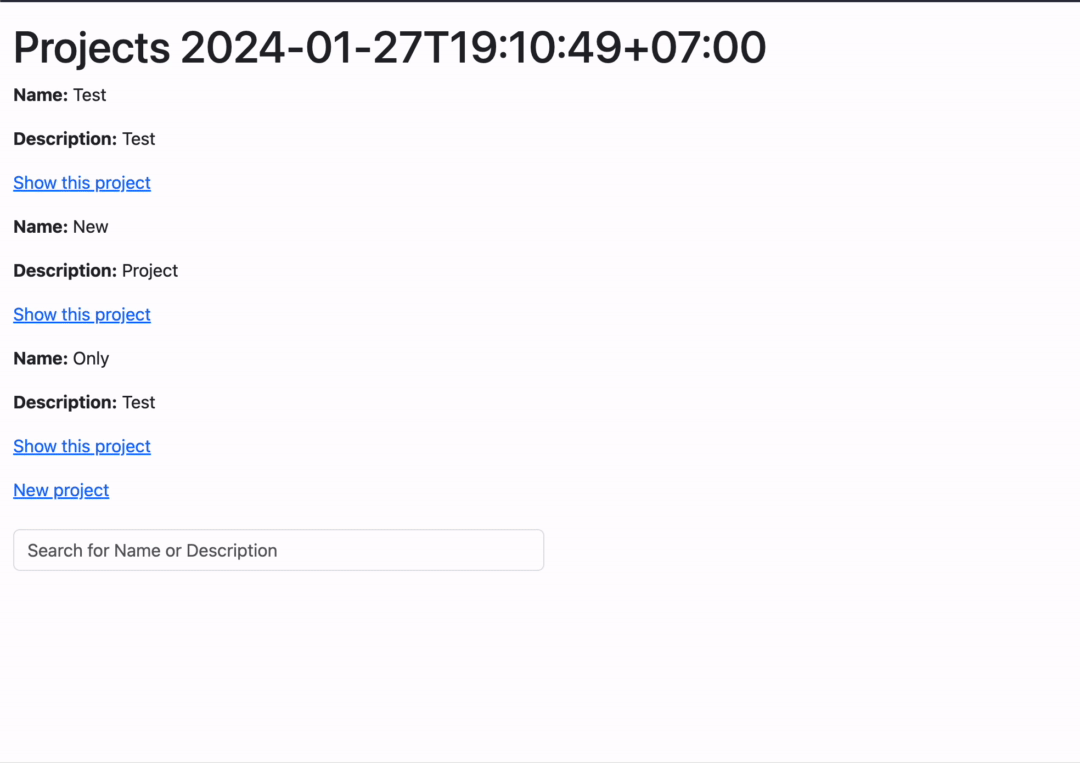 Projects 2024-01-27T19:10:49+07:00
Name: Test
Description: Test
Show this project
Name: New
Description: Project
Show this project
Name: Only
Description: Test
Show this project
New project
Search for Name or Description